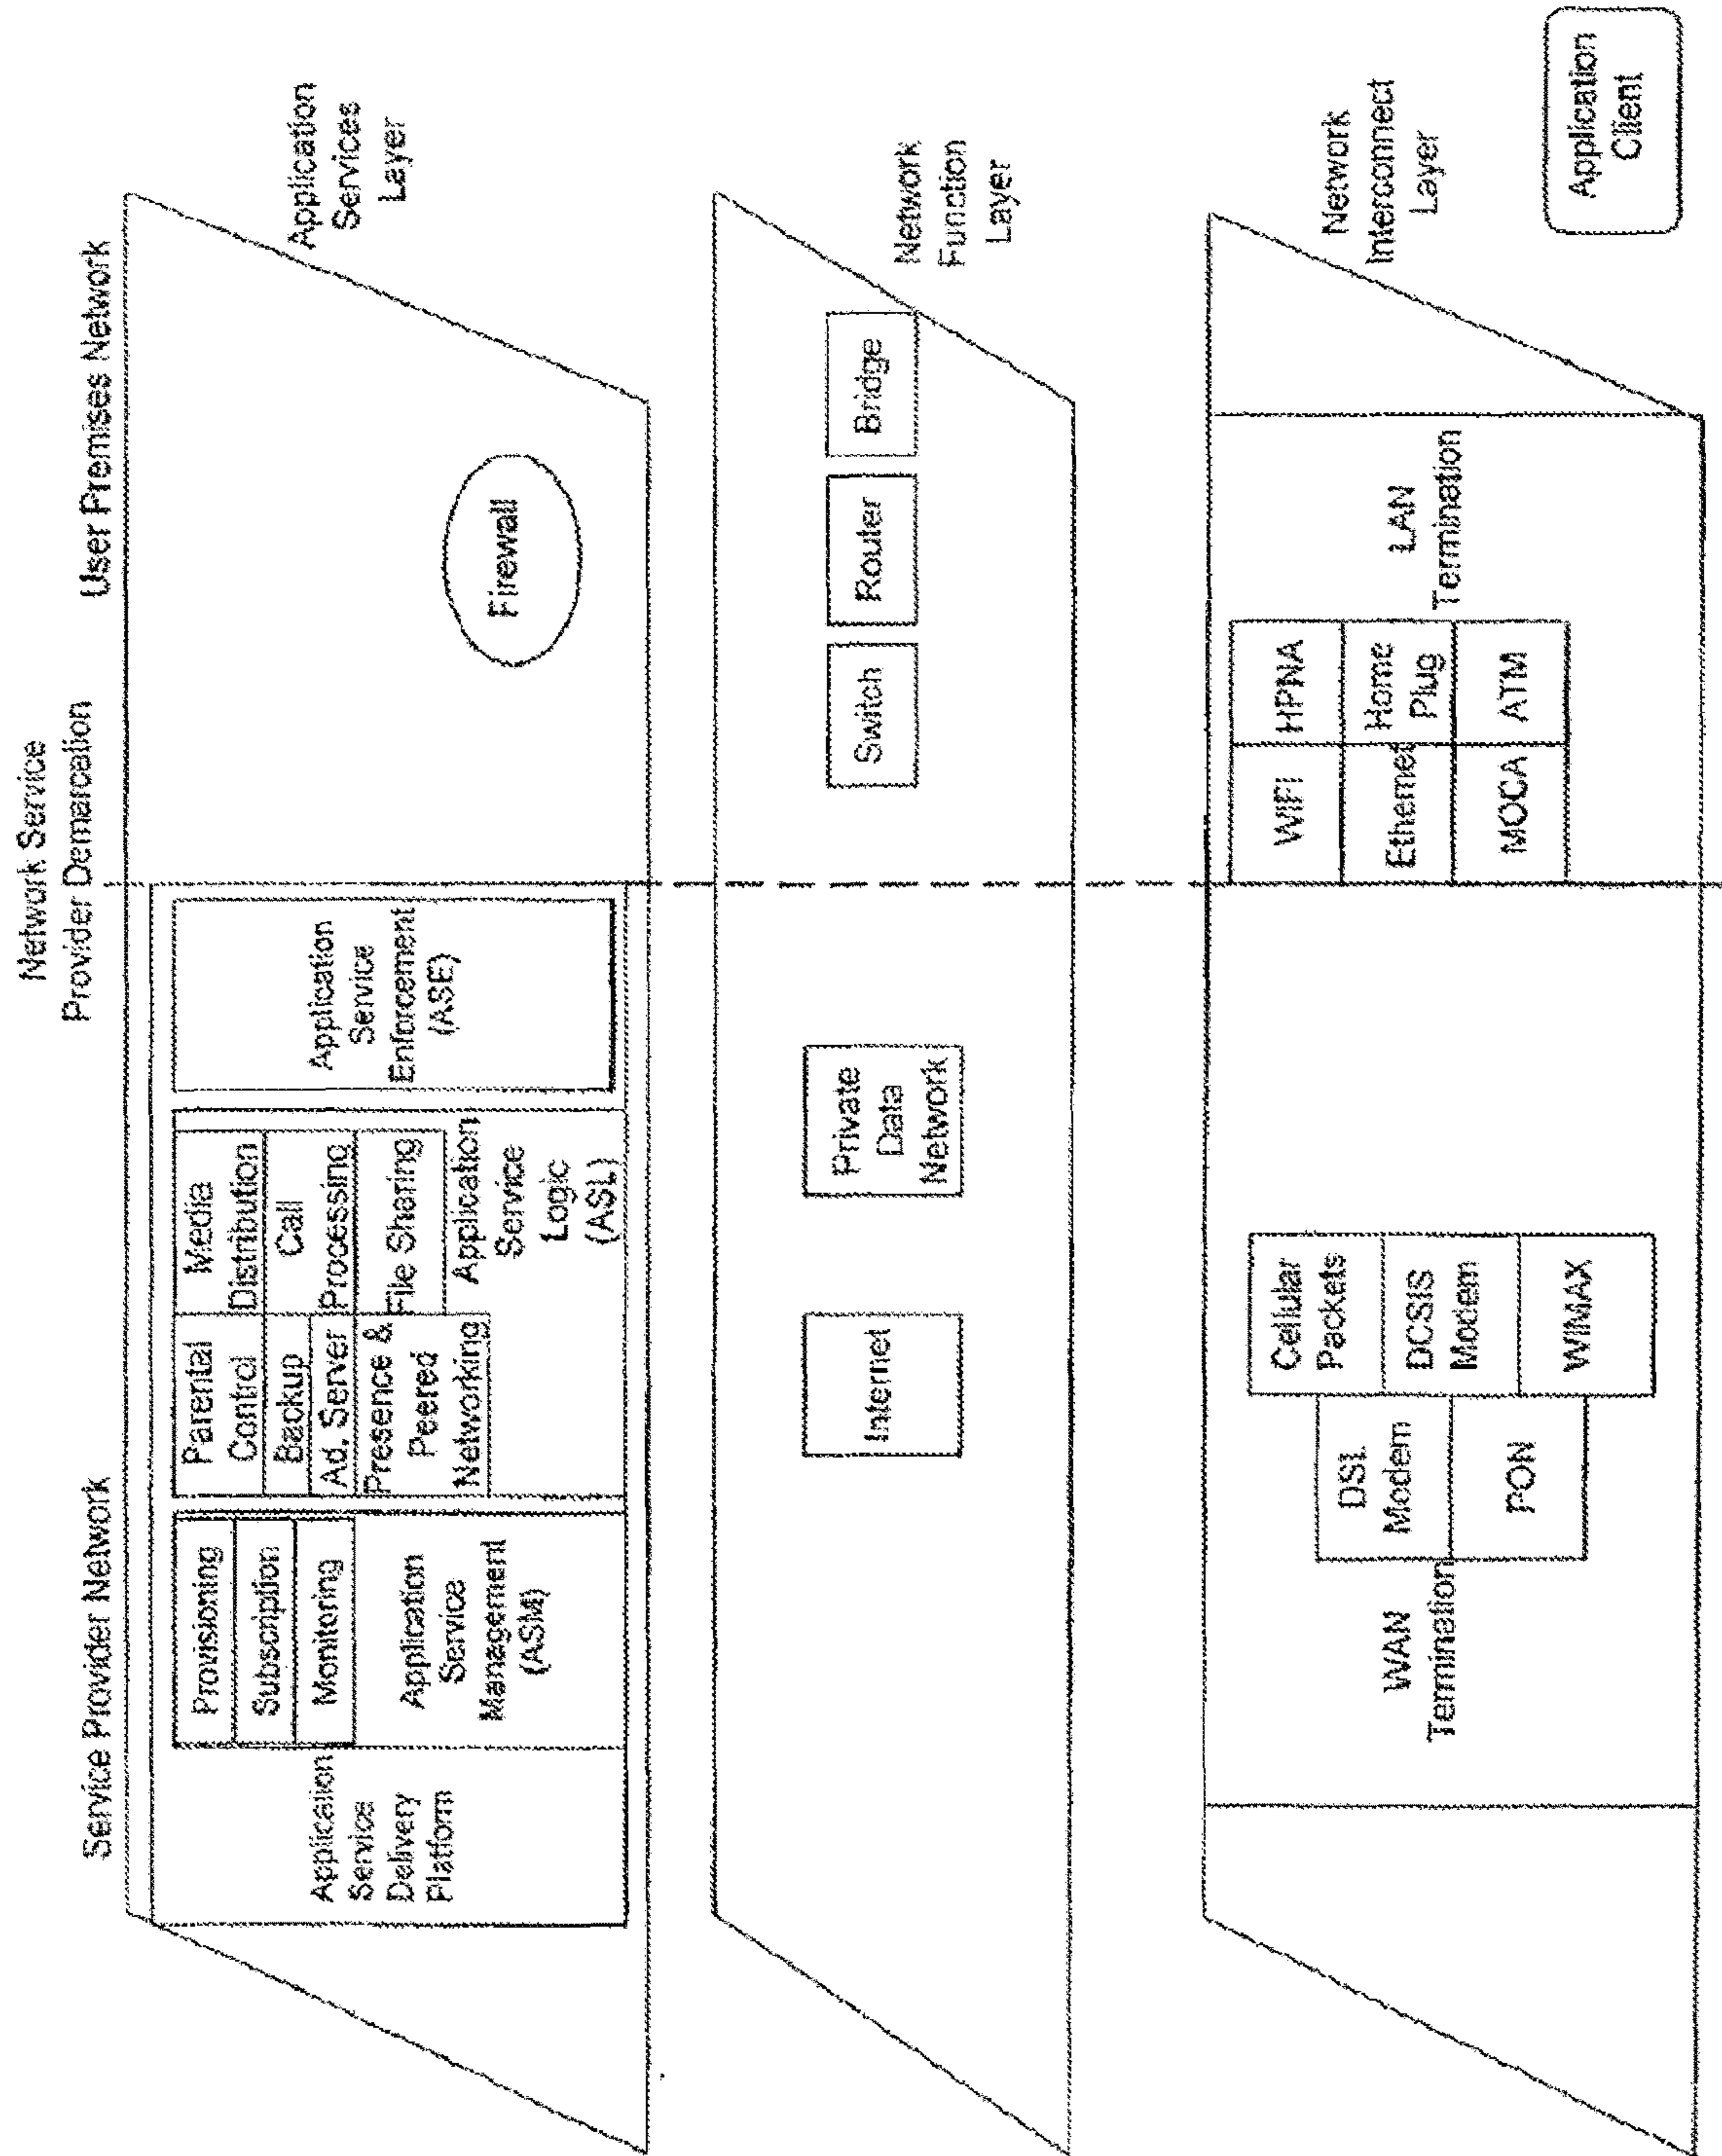 Network Service
Provider Demarcation
Service Provider Network
User Premises Network
Application
Service
Delivery
Platform
Provisioning
Subscription
Monitoring
Application
Service
Management
(ASM)
Parental
Control
Backup
Ad. Server
Presence &
Peered
Networking
Media
Distribution
Call
Processing
File Sharing
Application
Service
Logic
(ASL)
Application
Service
Enforcement
(ASE)
Firewall
Application
Services
Layer
Internet
Private
Data
Network
Switch
Router
Bridge
Network
Function
Layer
WAN
Termination
DSL
Modem
PON
Cellular
Packets
DCSIS
Modem
WIMAX
WIFI
HPNA
Ethernet
Home
Plug
MOCA
ATM
LAN
Termination
Network
Interconnect
Layer
Application
Client